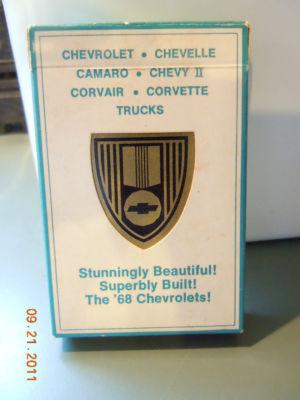 CHEVROLET • CHEVELLE
CAMARO • CHEVY II
CORVAIR • CORVETTE
TRUCKS
Stunningly Beautiful!
Superbly Built!
The '68 Chevrolets!
09.21.2011